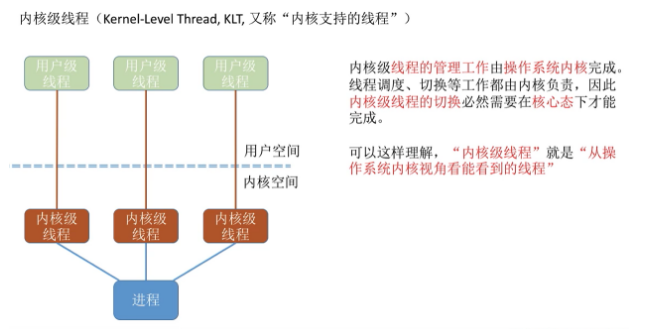 内核级线程（Kernel-Level Thread, KLT, 又称“内核支持的线程”）
用户级
线程
用户级
线程
用户级
线程
用户空间
内核空间
内核级
线程
内核级
线程
内核级
线程
进程
内核级线程的管理工作由操作系统内核完成。
线程调度、切换等工作都由内核负责，因此
内核级线程的切换必然需要在核心态下才能
完成。
可以这样理解，“内核级线程”就是“从操
作系统内核视角看能看到的线程”